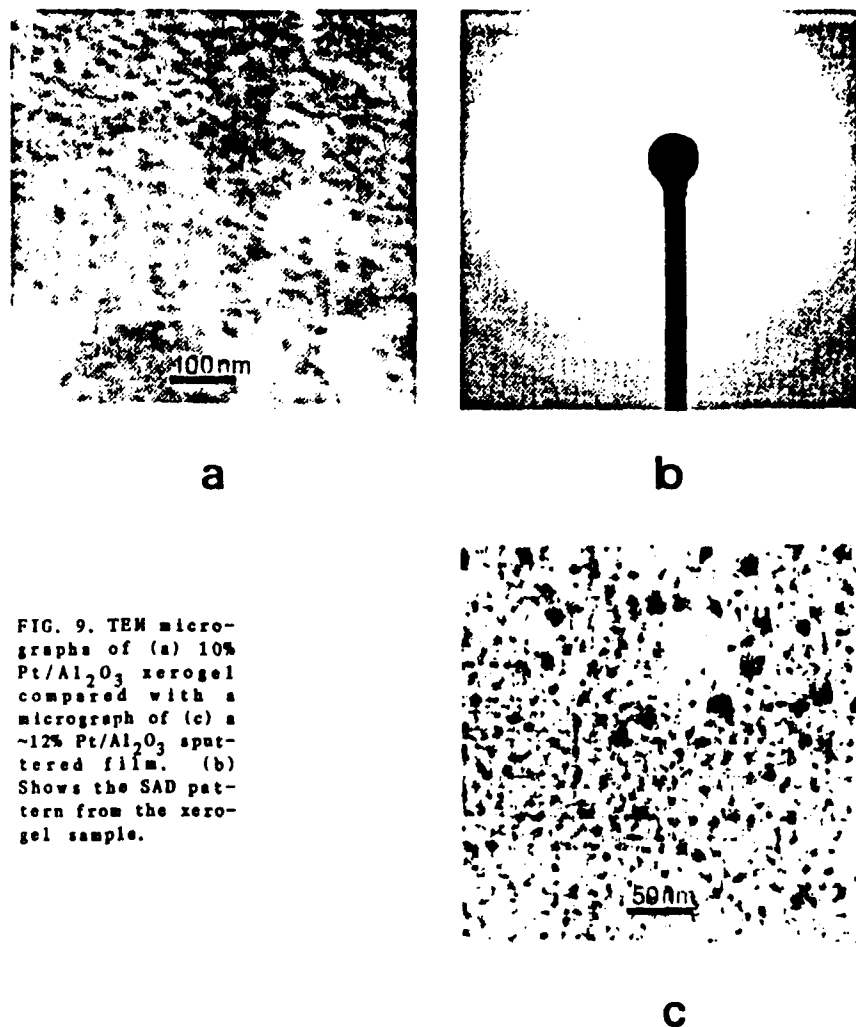 100nm
a
b
FIG. 9. TEM micro-
graphs of (a) 10%
Pt/Al2O3 xerogel
compared with a
micrograph of (c) a
~12% Pt/Al2O3 sput-
tered film. (b)
Shows the SAD pat-
tern from the xero-
gel sample.
50nm
c